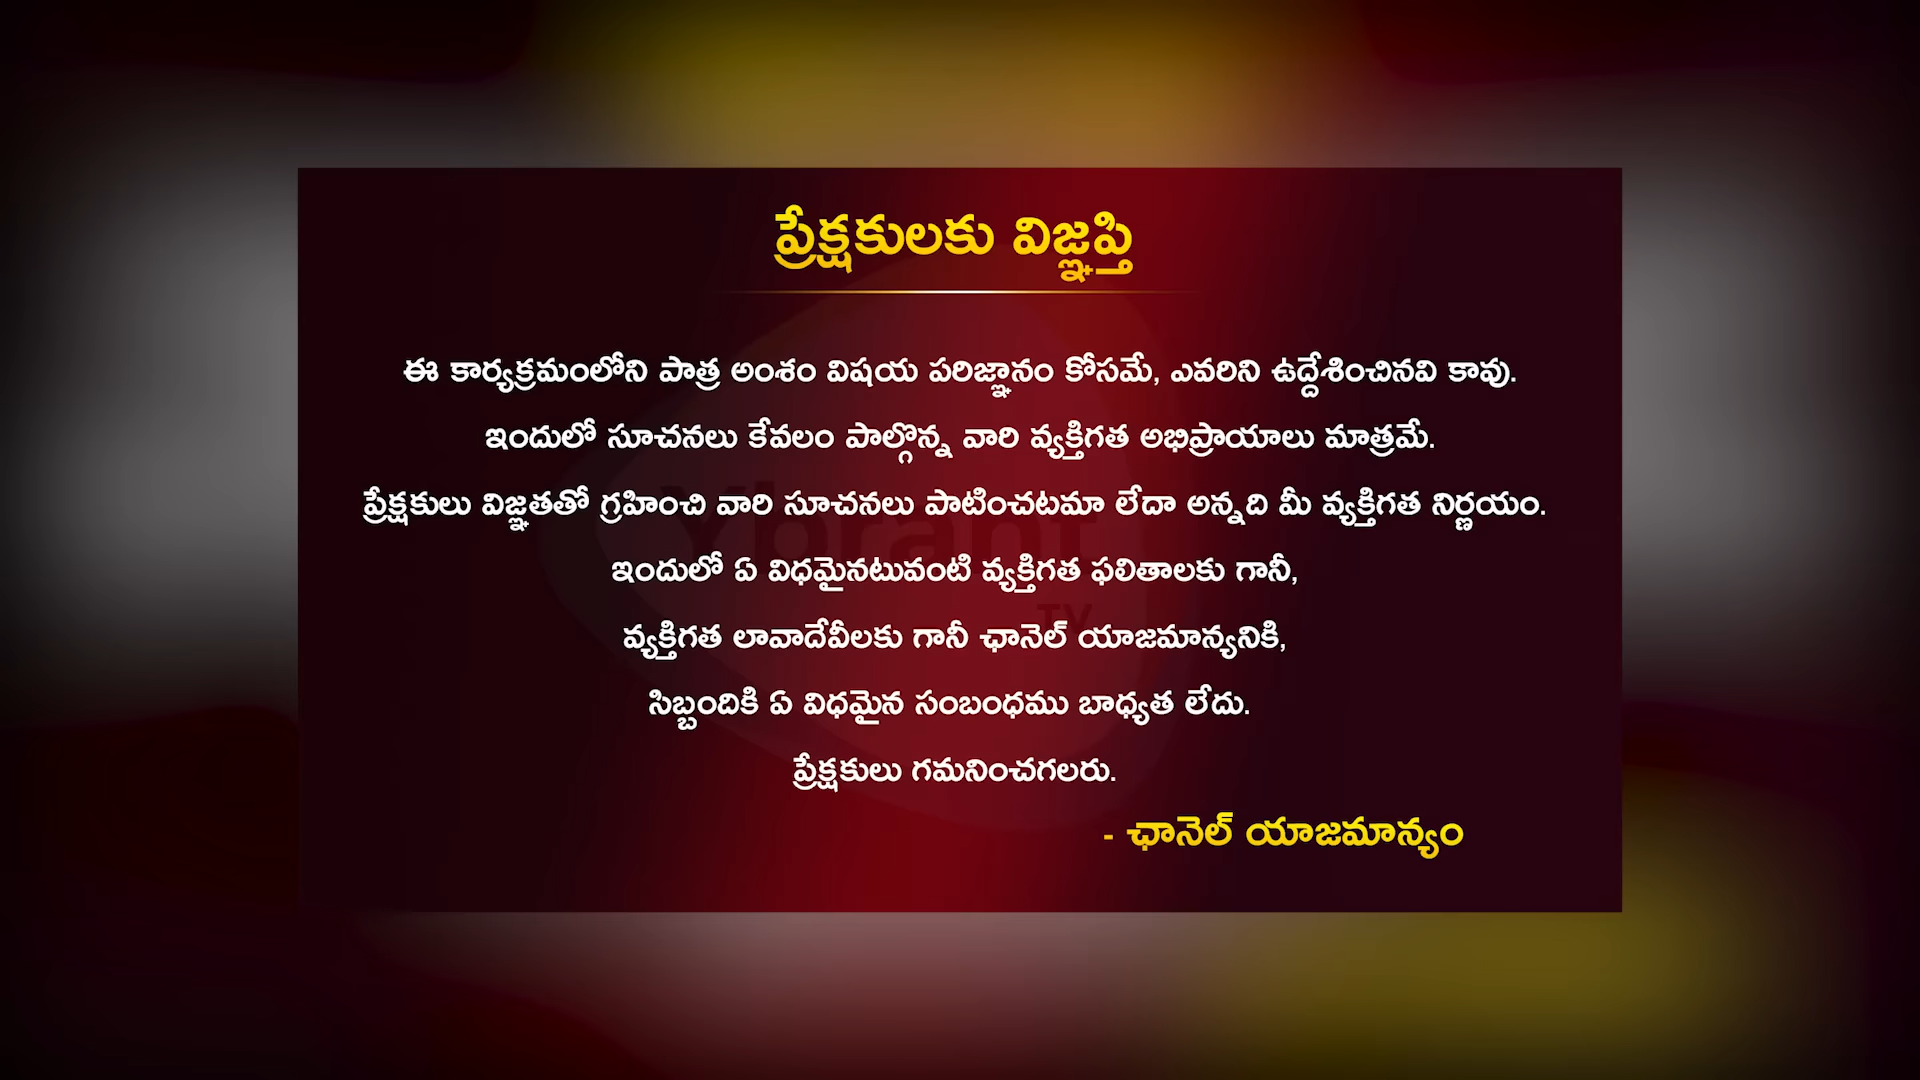 ప్రేక్షకులకు విజ్ఞప్తి
ఈ కార్యక్రమంలోని పాత్ర అంశం విషయ పరిజ్ఞానం కోసమే, ఎవరిని ఉద్దేశించినవి కావు.
ఇందులో సూచనలు కేవలం పాల్గొన్న వారి వ్యక్తిగత అభిప్రాయాలు మాత్రమే.
ప్రేక్షకులు విజ్ఞతతో గ్రహించి వారి సూచనలు పాటించటమా లేదా అన్నది మీ వ్యక్తిగత నిర్ణయం.
ఇందులో ఏ విధమైనటువంటి వ్యక్తిగత ఫలితాలకు గానీ,
వ్యక్తిగత లావాదేవీలకు గానీ ఛానెల్ యాజమాన్యనికి,
సిబ్బందికి ఏ విధమైన సంబంధము బాధ్యత లేదు.
ప్రేక్షకులు గమనించగలరు.
- ఛానెల్ యాజమాన్యం